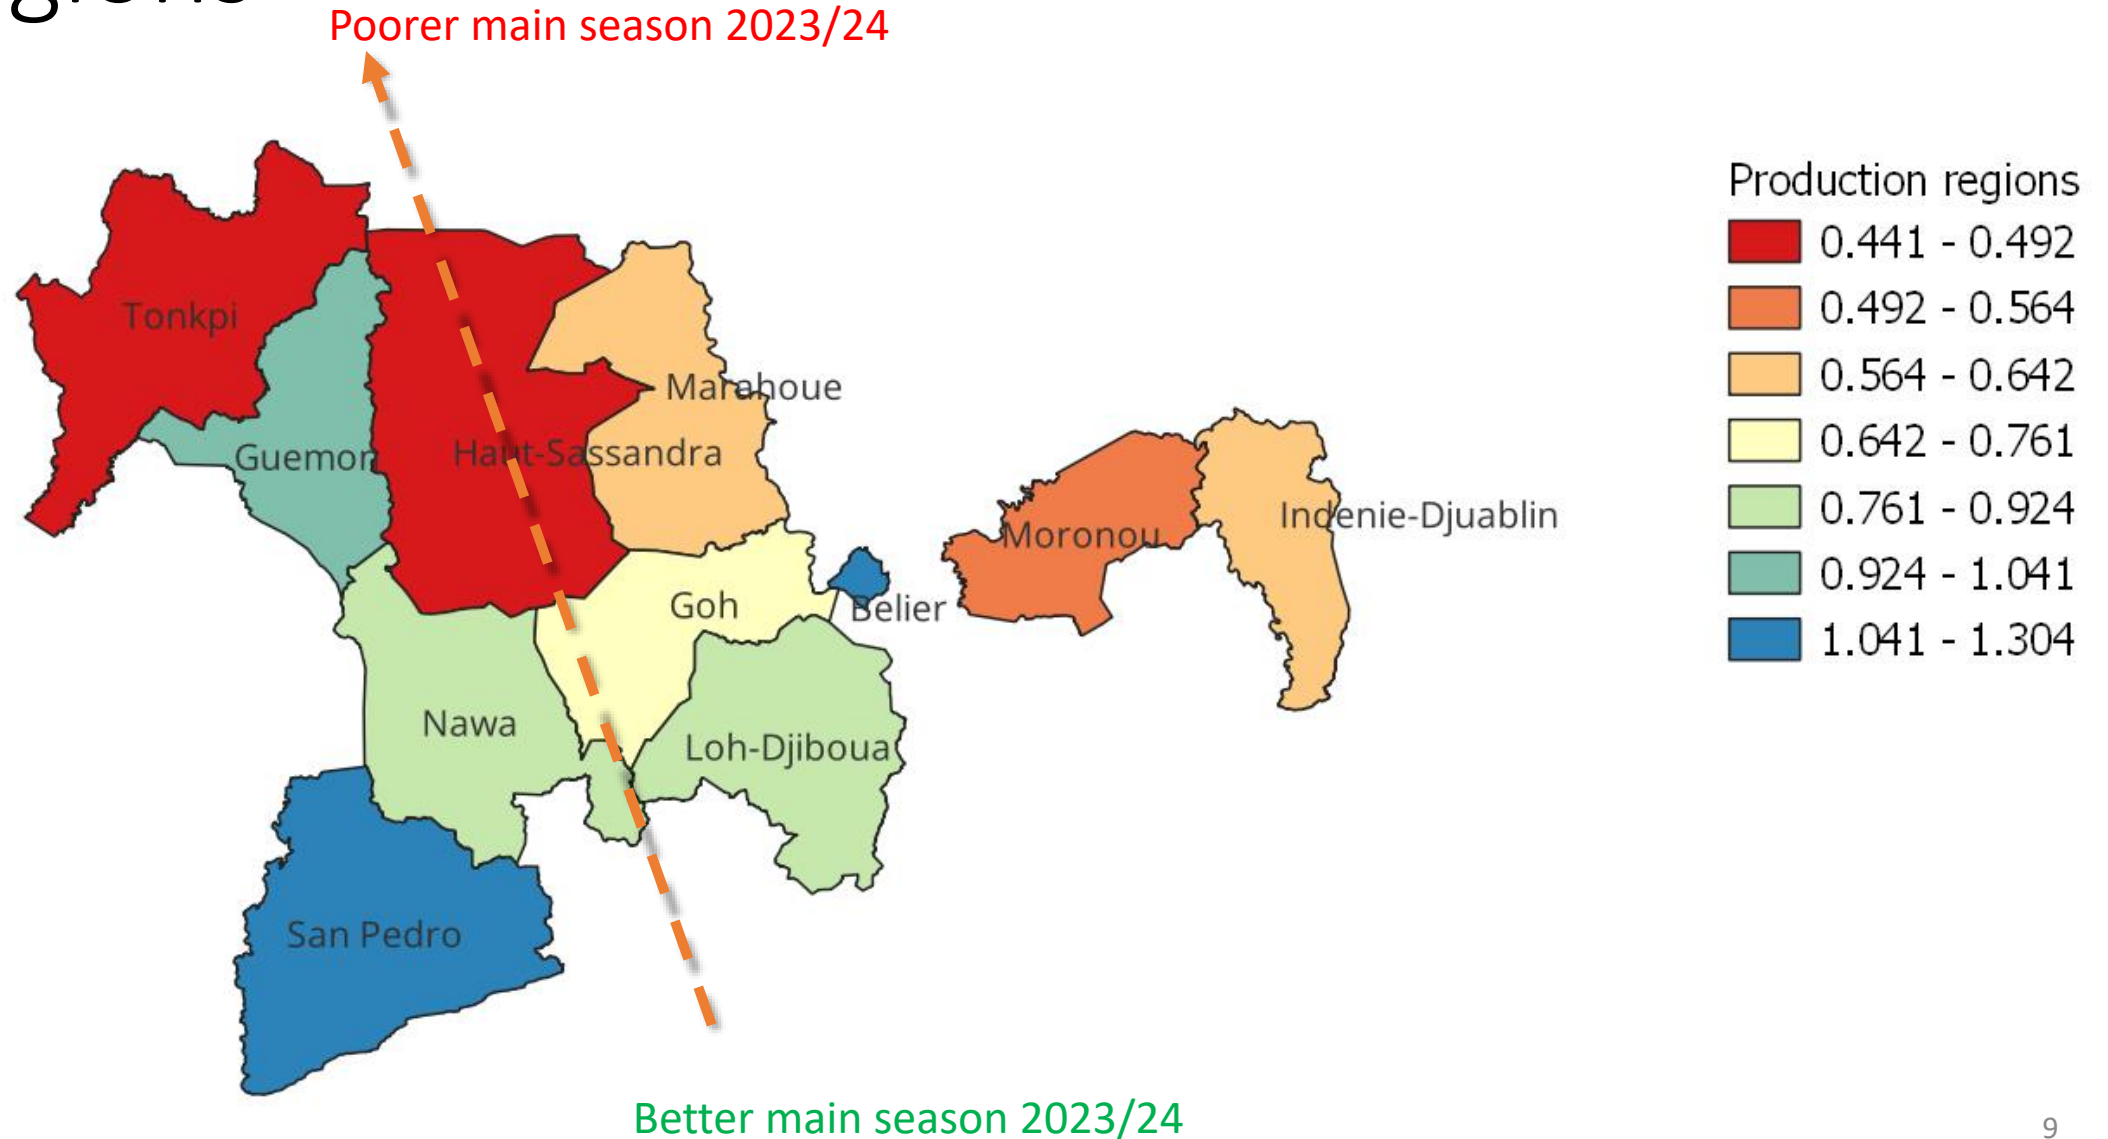 Poorer main season 2023/24
Production regions
0.441 - 0.492
0.492 - 0.564
0.564 - 0.642
0.642 - 0.761
0.761 - 0.924
0.924 - 1.041
1.041 - 1.304
Tonkpi
Marahoue
Guemon
Haut-Sassandra
Indenie-Djuablin
Moronou
Goh
Belier
Nawa
Loh-Djiboua
San Pedro
Better main season 2023/24
9